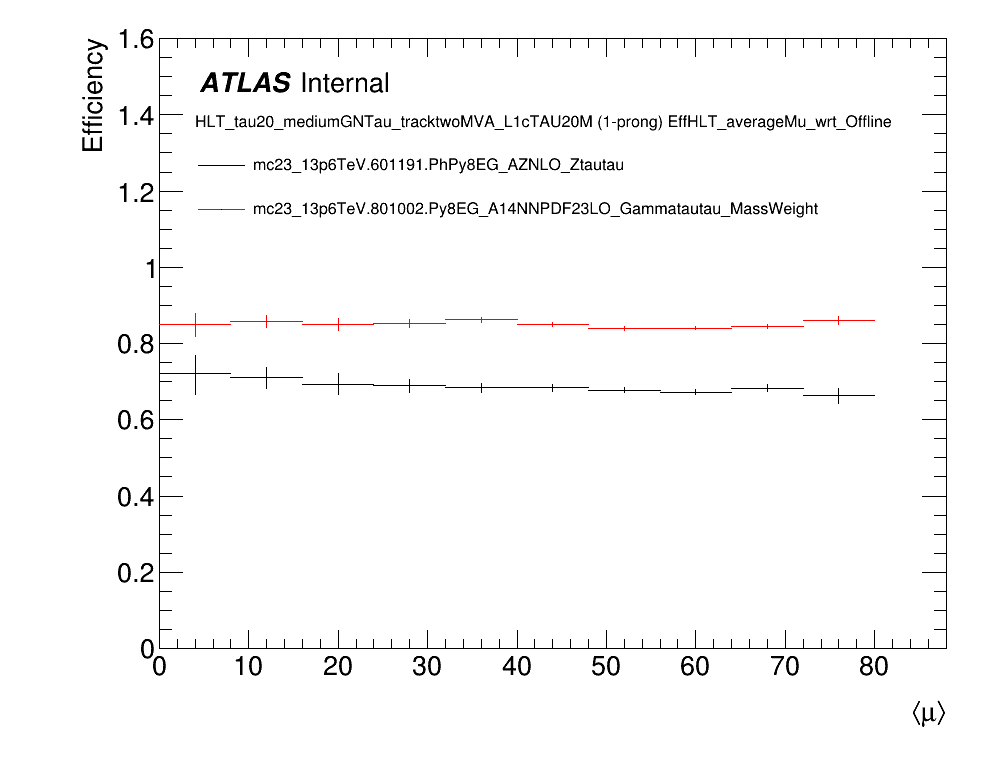 Efficiency
1.6
1.4
1.2
1
0.8
0.6
0.4
0.2
0
ATLAS Internal
HLT_tau20_mediumGNTau_tracktwoMVA_L1cTAU20M (1-prong) EffHLT_averageMu_wrt_Offline
mc23_13p6TeV.601191.PhPy8EG_AZNLO_Ztautau
mc23_13p6TeV.801002.Py8EG_A14NNPDF23LO_Gammatautau_MassWeight
0 10 20 30 40 50 60 70 80
⟨μ⟩